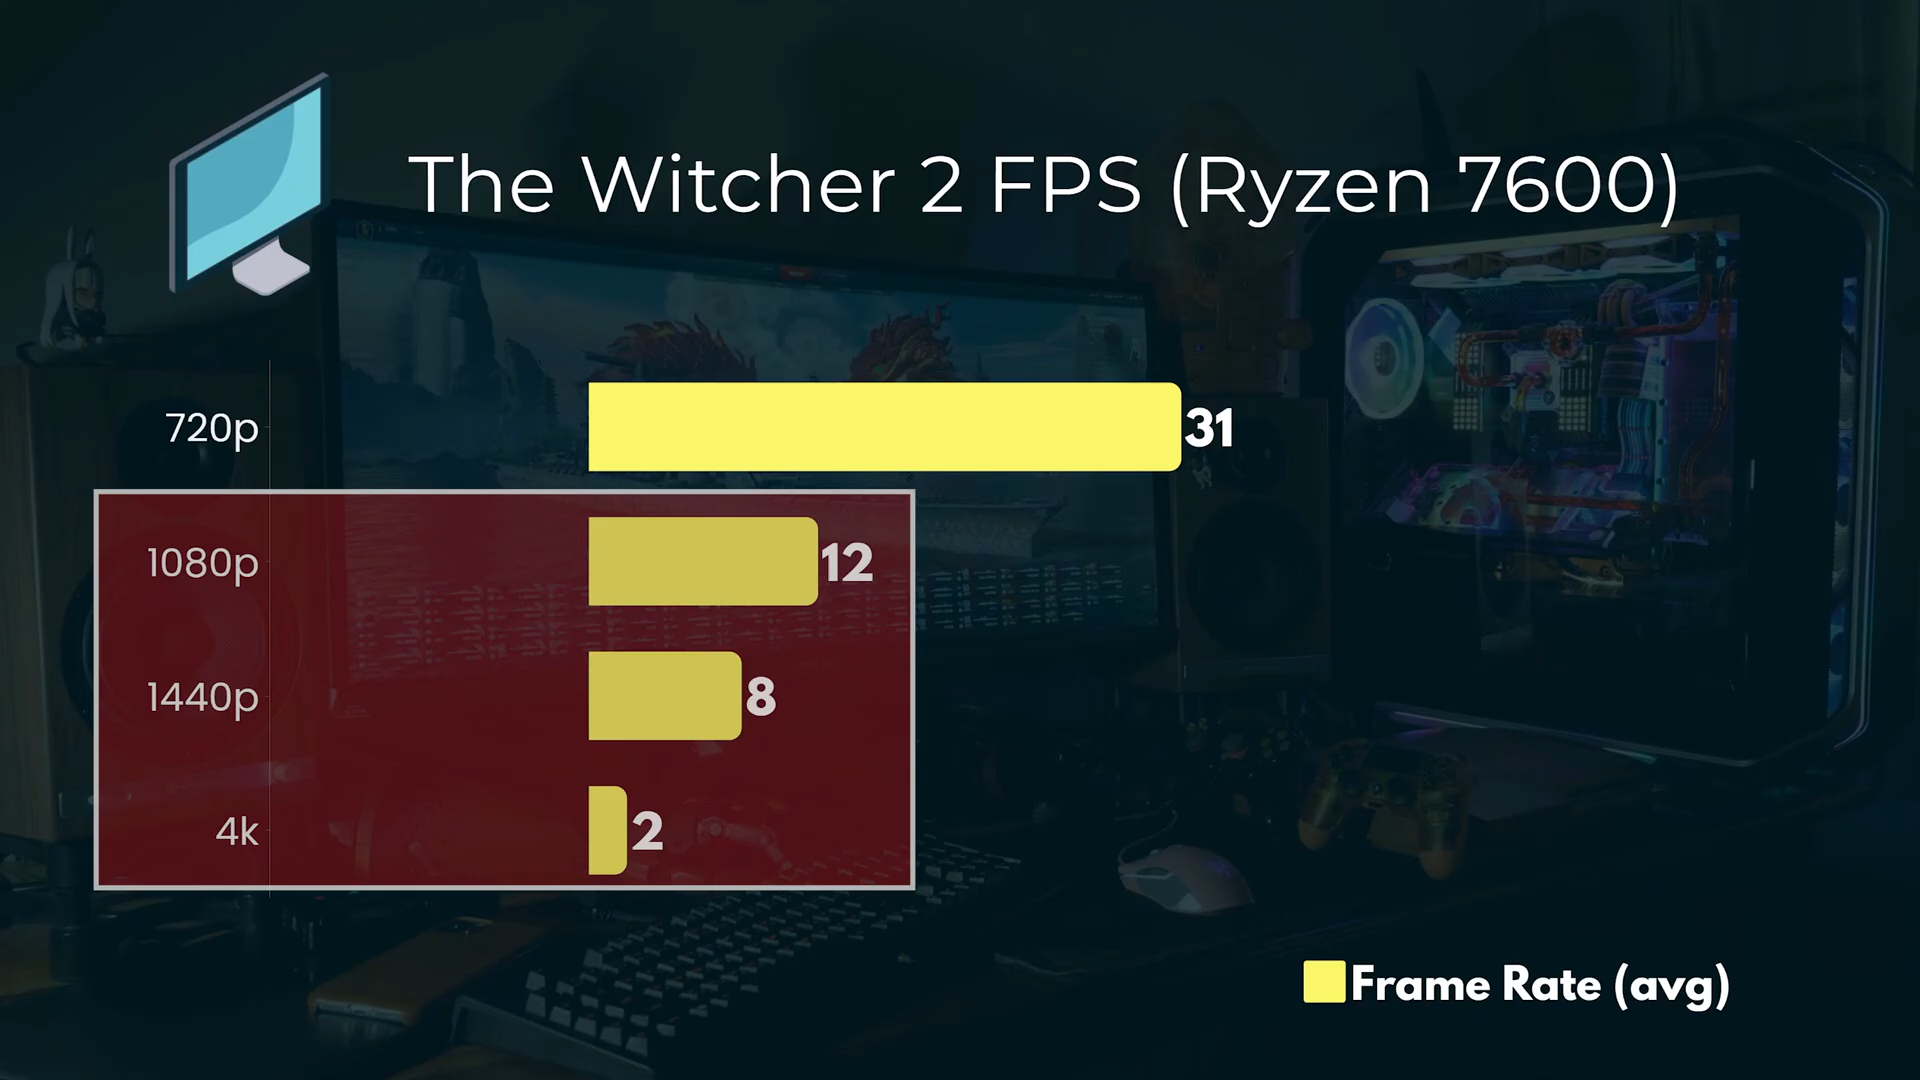 The Witcher 2 FPS (Ryzen 7600)
720p 31
1080p 12
1440p 8
4k 2
Frame Rate (avg)